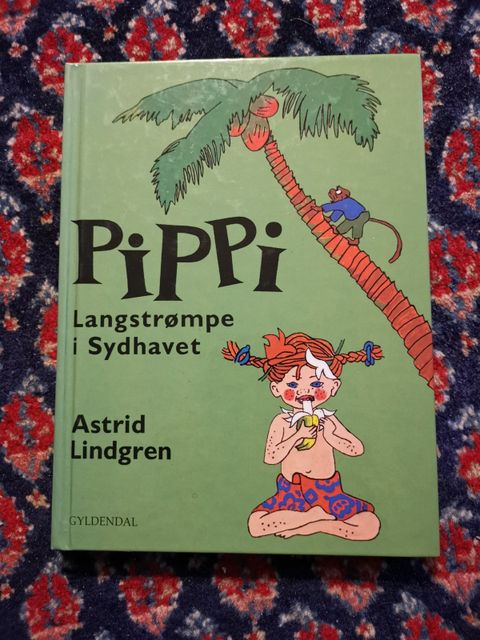 PiPPi
Langstrømpe
i Sydhavet
Astrid
Lindgren
GYLDENDAL